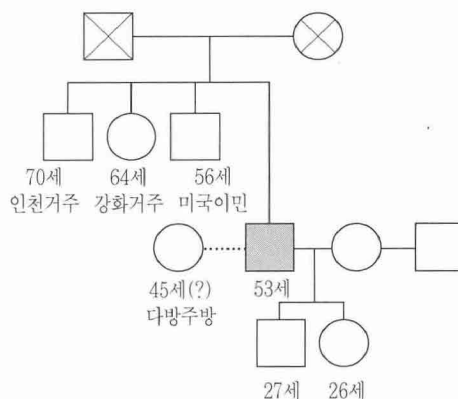 70세 64세 56세
인천거주 강화거주 미국이민
45세(?) 53세
다방주방
27세 26세